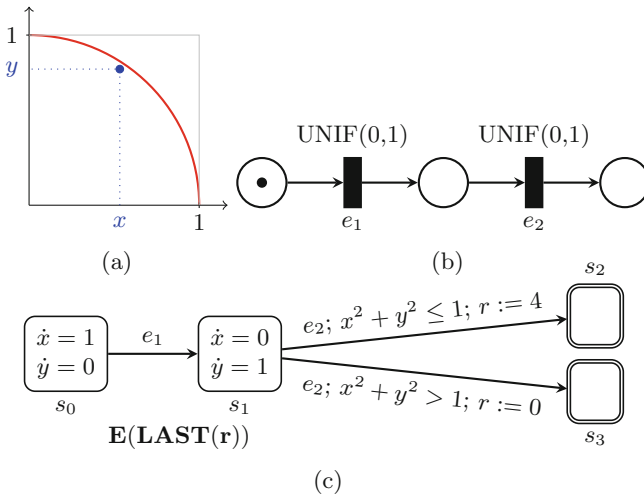 1
y
x
1
(a)
UNIF(0,1)
UNIF(0,1)
e₁
e₂
(b)
ẋ = 1
ẏ = 0
s₀
e₁
ẋ = 0
ẏ = 1
s₁
e₂; x² + y² ≤ 1; r := 4
e₂; x² + y² > 1; r := 0
s₂
s₃
E(LAST(r))
(c)